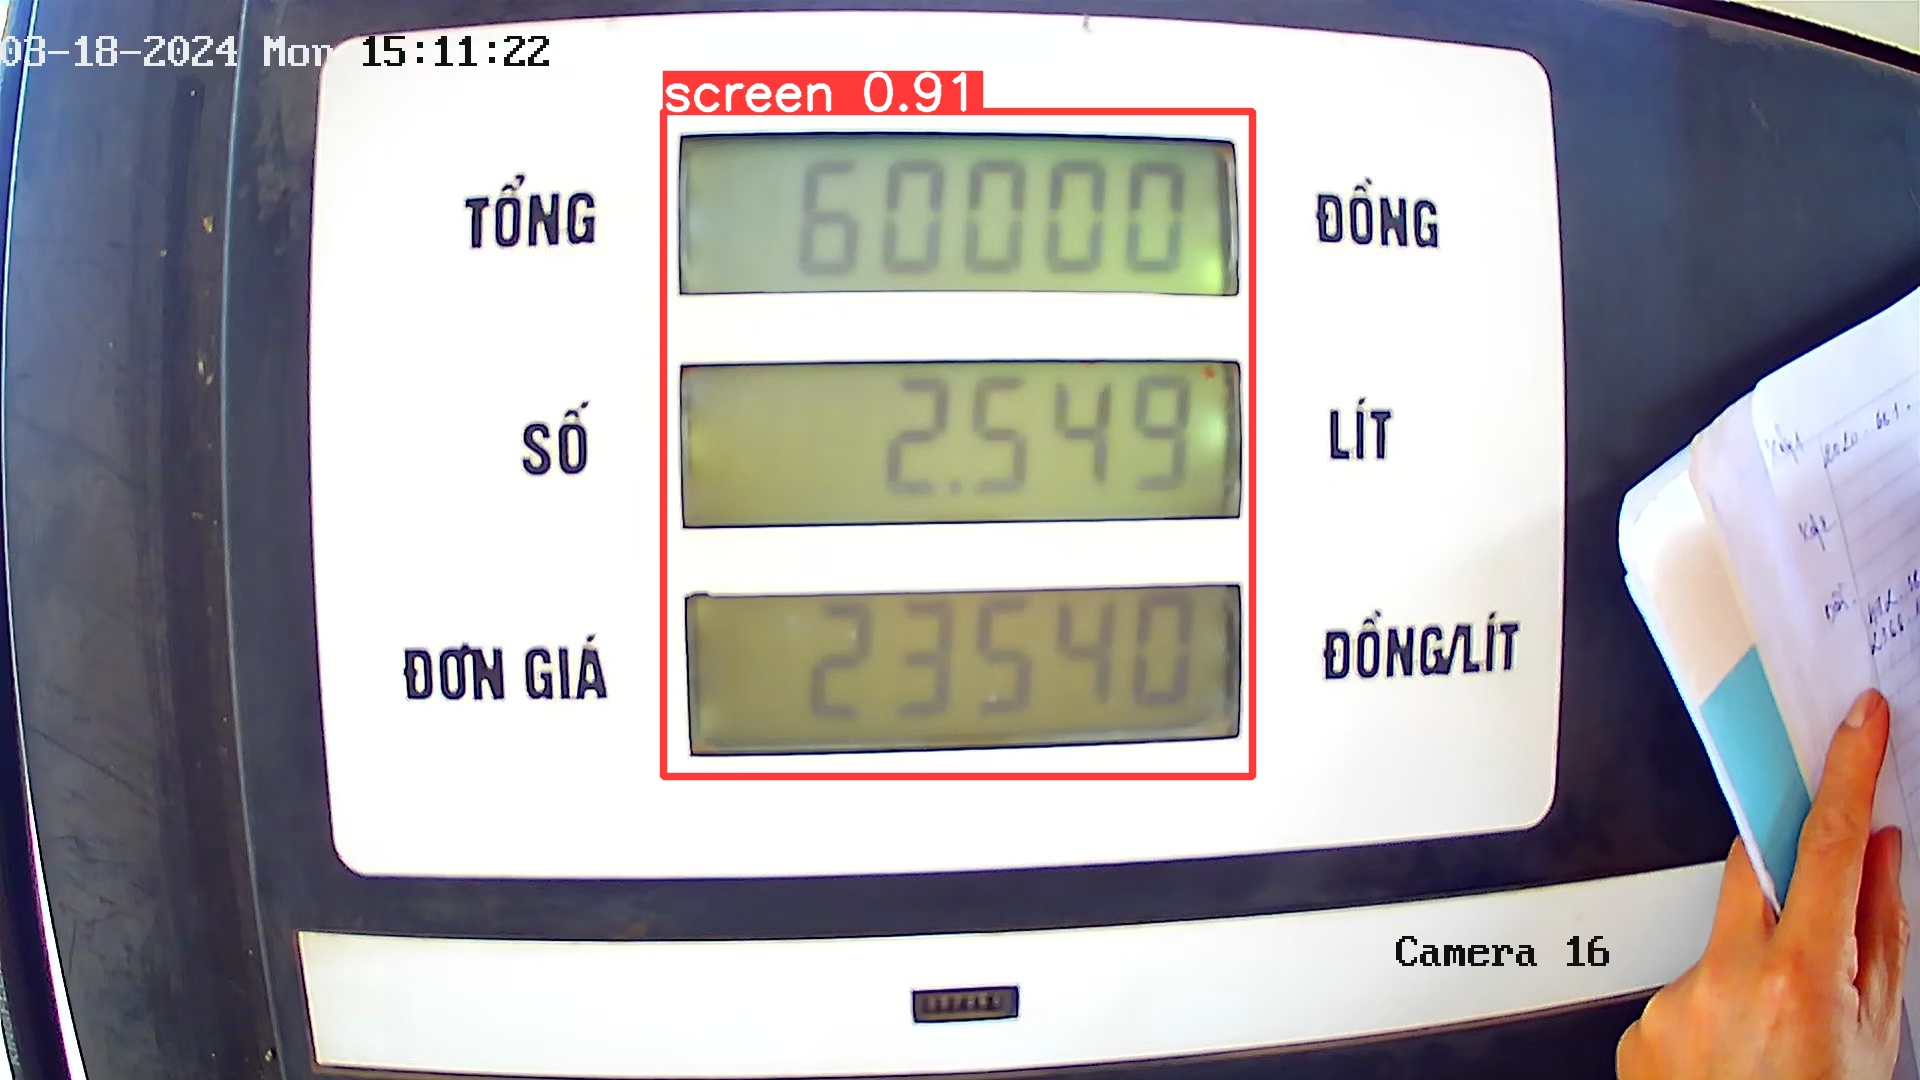 03-18-2024 Mon 15:11:22
screen 0.91
TỔNG 60000 ĐỒNG
SỐ 2.549 LÍT
ĐƠN GIÁ 23540 ĐỒNG/LÍT
Camera 16